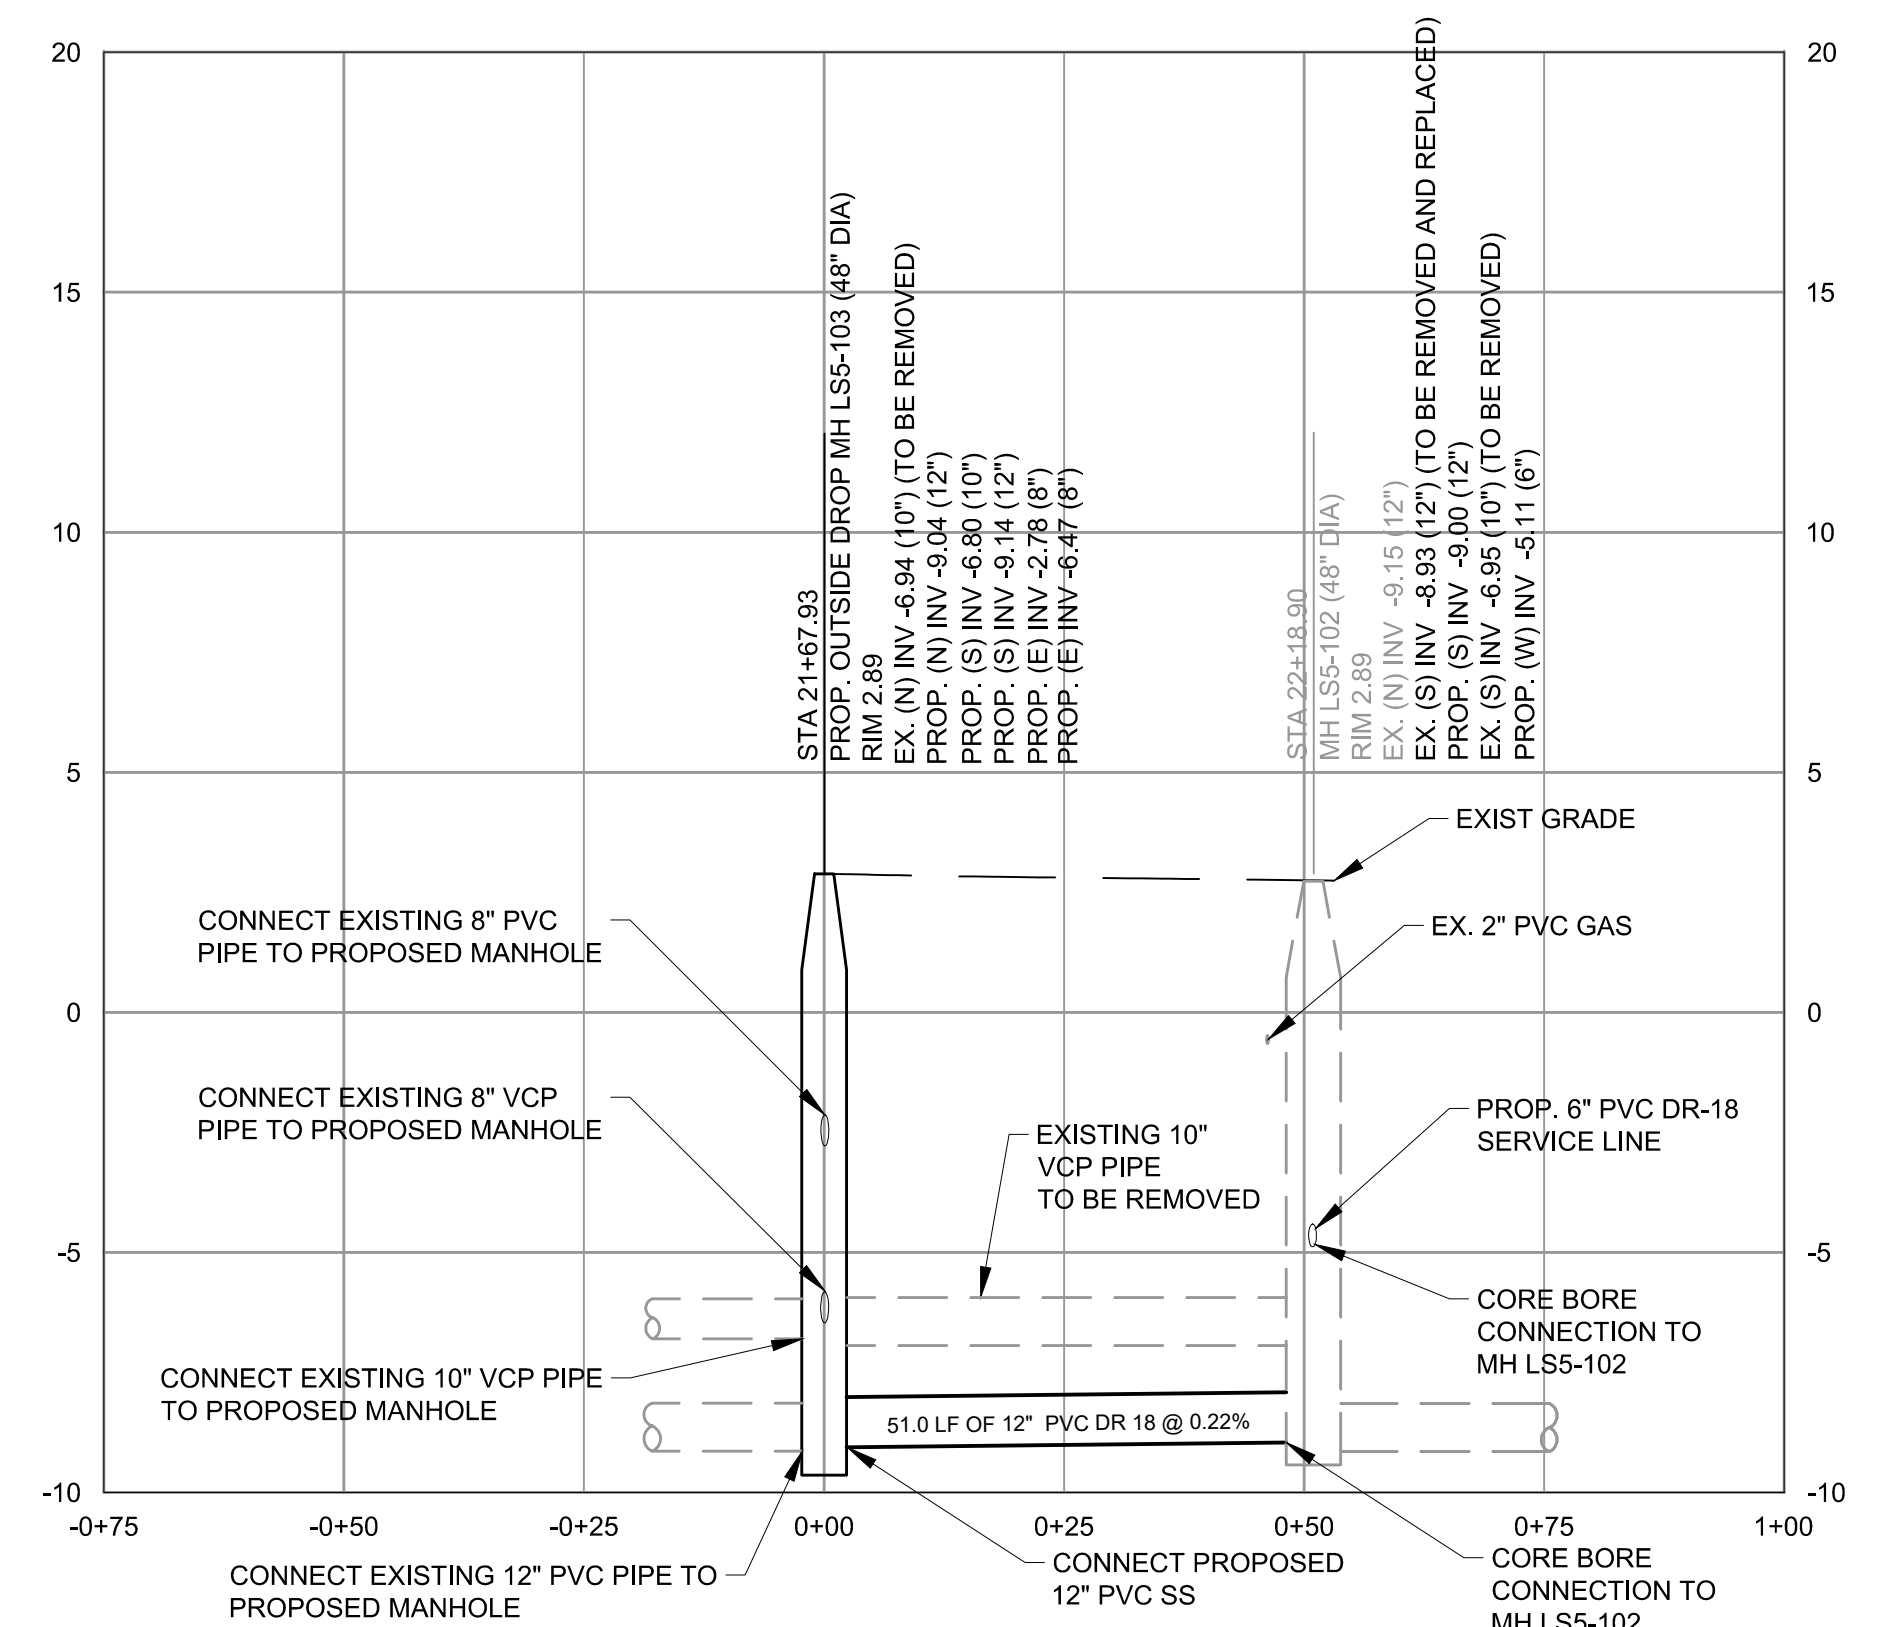 20
15
10
5
0
-5
-10
20
15
10
5
0
-5
-10
-0+75
-0+50
-0+25
0+00
0+25
0+50
0+75
1+00
STA 21+67.93
PROP. OUTSIDE DROP MH LS5-103 (48" DIA)
RIM 2.89
EX. (N) INV -6.94 (10") (TO BE REMOVED)
PROP. (N) INV -9.04 (12")
PROP. (S) INV -6.80 (10")
PROP. (S) INV -9.14 (12")
PROP. (E) INV -2.78 (8")
PROP. (E) INV -6.47 (8")
STA 22+18.90
MH LS5-102 (48" DIA)
RIM 2.89
EX. (N) INV -9.15 (12")
EX. (S) INV -8.93 (12") (TO BE REMOVED AND REPLACED)
PROP. (S) INV -9.00 (12")
EX. (S) INV -6.95 (10") (TO BE REMOVED)
PROP. (W) INV -5.11 (6")
EXIST GRADE
EX. 2" PVC GAS
CONNECT EXISTING 8" PVC
PIPE TO PROPOSED MANHOLE
CONNECT EXISTING 8" VCP
PIPE TO PROPOSED MANHOLE
EXISTING 10"
VCP PIPE
TO BE REMOVED
PROP. 6" PVC DR-18
SERVICE LINE
CORE BORE
CONNECTION TO
MH LS5-102
CONNECT EXISTING 10" VCP PIPE
TO PROPOSED MANHOLE
51.0 LF OF 12" PVC DR 18 @ 0.22%
CONNECT EXISTING 12" PVC PIPE TO
PROPOSED MANHOLE
CONNECT PROPOSED
12" PVC SS
CORE BORE
CONNECTION TO
MH LS5-102